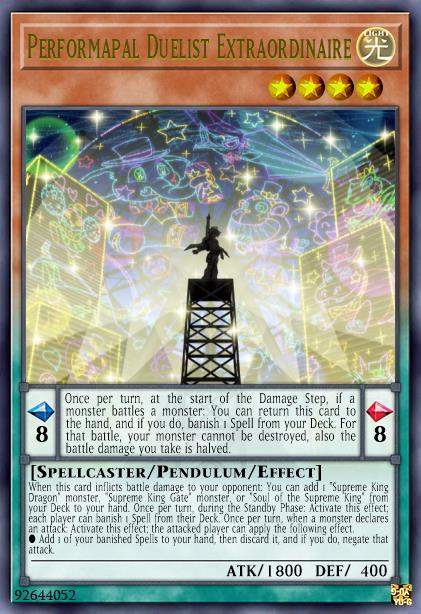 PERFORMAPAL DUELIST EXTRAORDINAIRE
LIGHT
光
Once per turn, at the start of the Damage Step, if a
monster battles a monster: You can return this card to
the hand, and if you do, banish 1 Spell from your Deck. For
that battle, your monster cannot be destroyed, also the
battle damage you take is halved.
8
8
[SPELLCASTER/PENDULUM/EFFECT]
When this card inflicts battle damage to your opponent: You can add 1 "Supreme King
Dragon" monster, "Supreme King Gate" monster, or "Soul of the Supreme King" from
your Deck to your hand. Once per turn, during the Standby Phase: Activate this effect;
each player can banish 1 Spell from their Deck. Once per turn, when a monster declares
an attack: Activate this effect; the attacked player can apply the following effect.
● Add 1 of your banished Spells to your hand, then discard it, and if you do, negate that
attack.
ATK/1800 DEF/ 400
92644052